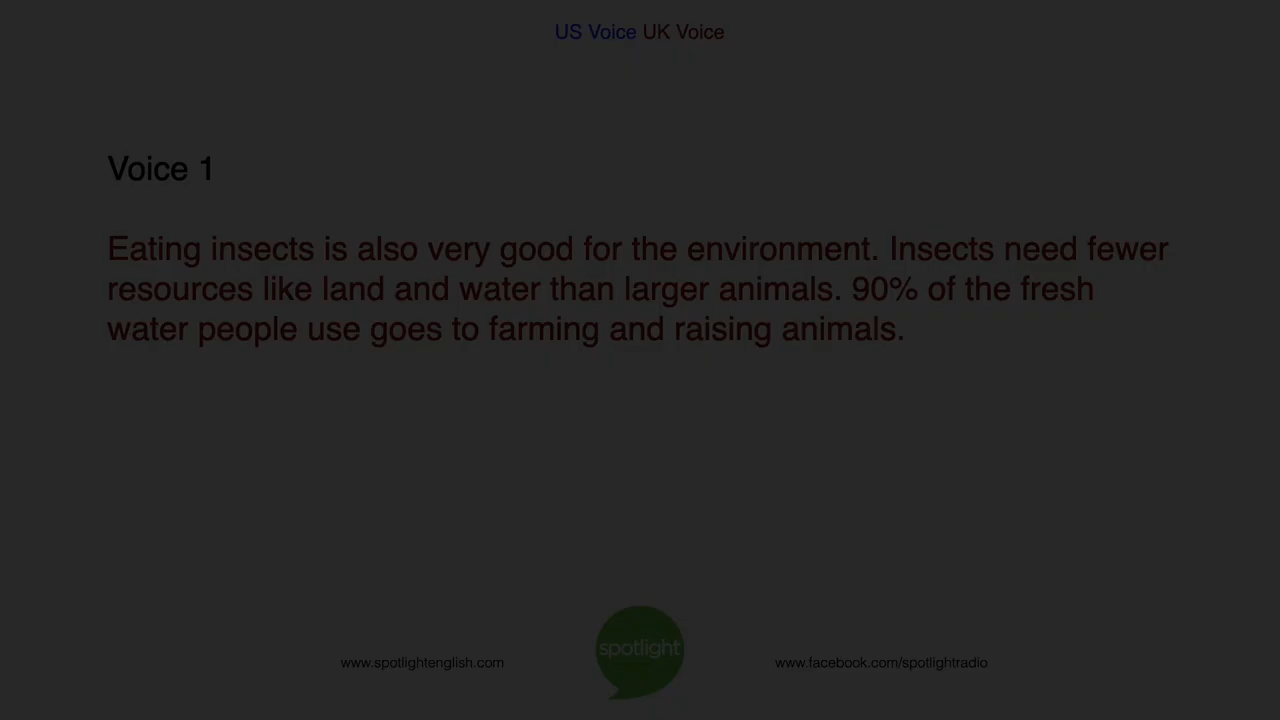 US Voice UK Voice
Voice 1
Eating insects is also very good for the environment. Insects need fewer
resources like land and water than larger animals. 90% of the fresh
water people use goes to farming and raising animals.
spotlight
www.spotlightenglish.com
www.facebook.com/spotlightradio